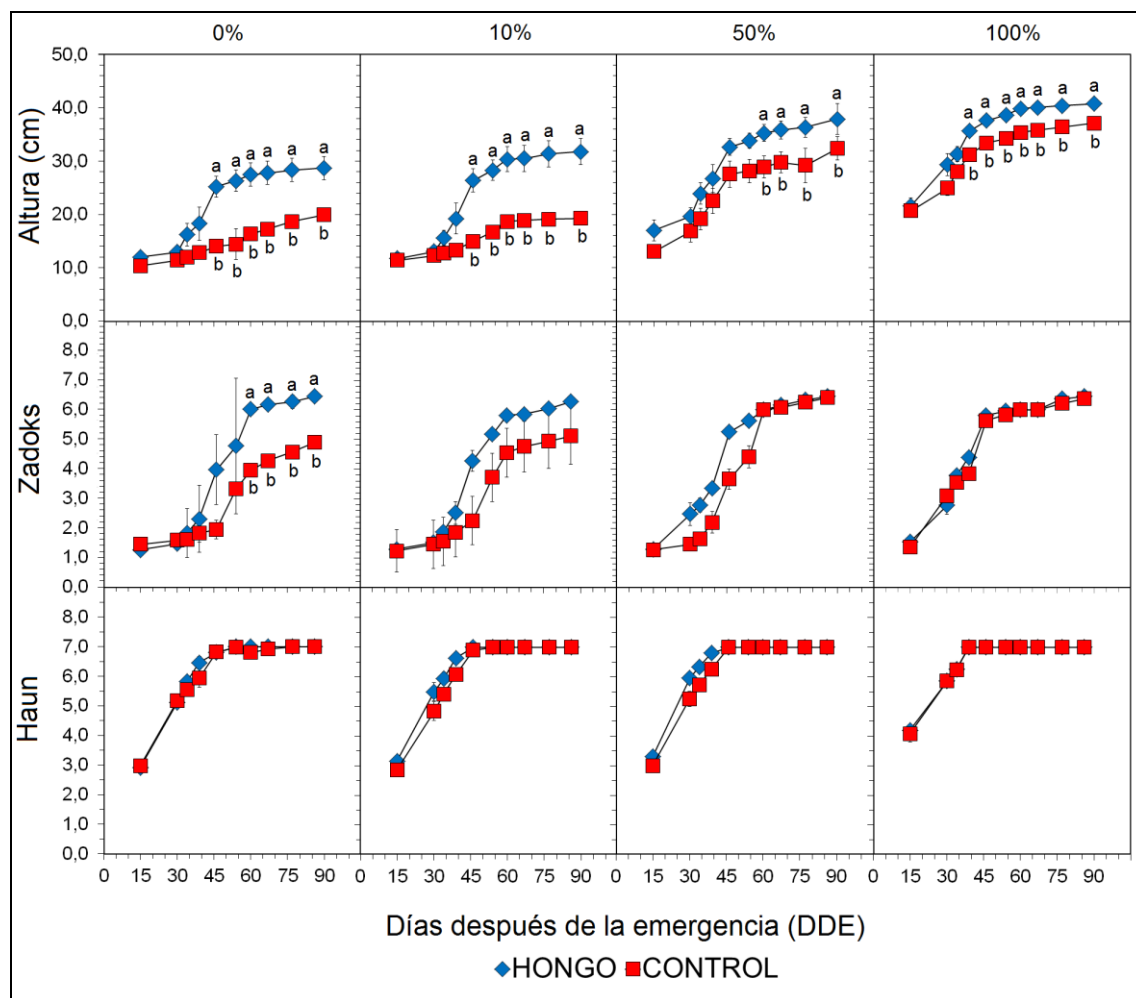 0% 10% 50% 100%
Altura (cm)
50,0
40,0
30,0
20,0
10,0
0,0
a a a a a a
b b b b b b
a a a a a a
b b b b b b
a a a a
b b b b
a a a a a a a
b b b b b b b
Zadoks
8,0
7,0
6,0
5,0
4,0
3,0
2,0
1,0
0,0
a a a a
b b b b
Haun
8,0
7,0
6,0
5,0
4,0
3,0
2,0
1,0
0,0
0 15 30 45 60 75 90 0 15 30 45 60 75 90 0 15 30 45 60 75 90 0 15 30 45 60 75 90
Días después de la emergencia (DDE)
HONGO CONTROL